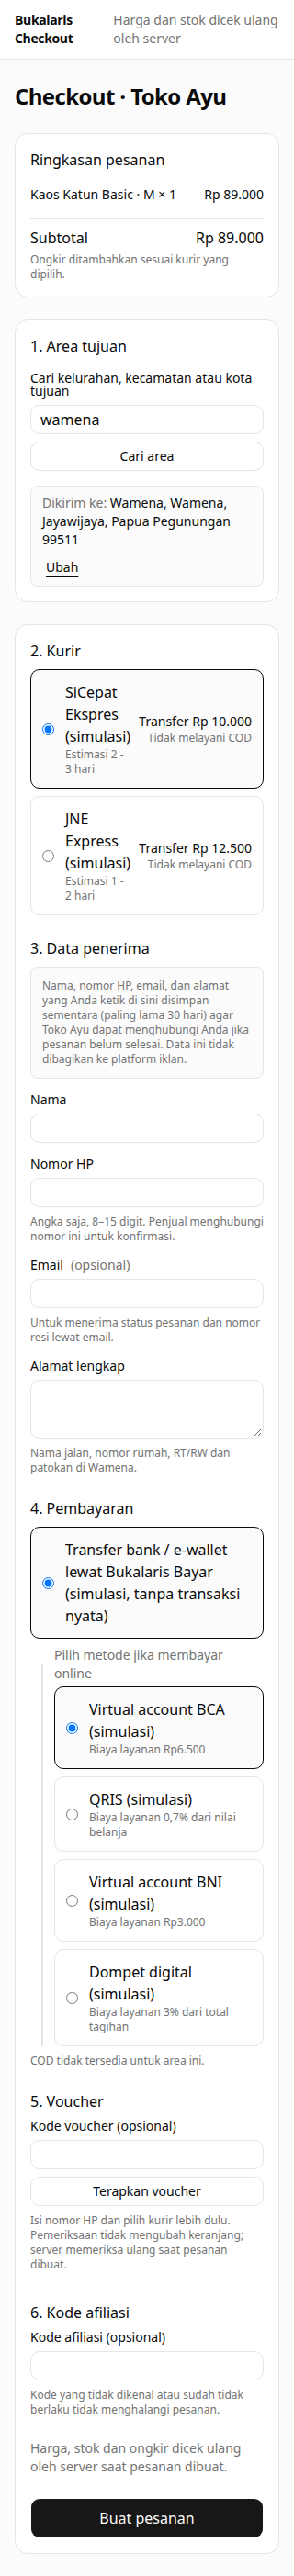 Bukalaris
Checkout
Harga dan stok dicek ulang
oleh server
Checkout · Toko Ayu
Ringkasan pesanan
Kaos Katun Basic · M × 1 Rp 89.000
Subtotal Rp 89.000
Ongkir ditambahkan sesuai kurir yang
dipilih.
1. Area tujuan
Cari kelurahan, kecamatan atau kota
tujuan
wamena
Cari area
Dikirim ke: Wamena, Wamena,
Jayawijaya, Papua Pegunungan
99511
Ubah
2. Kurir
SiCepat
Ekspres
(simulasi)
Estimasi 2 -
3 hari
Transfer Rp 10.000
Tidak melayani COD
JNE
Express
(simulasi)
Estimasi 1 -
2 hari
Transfer Rp 12.500
Tidak melayani COD
3. Data penerima
Nama, nomor HP, email, dan alamat
yang Anda ketik di sini disimpan
sementara (paling lama 30 hari) agar
Toko Ayu dapat menghubungi Anda jika
pesanan belum selesai. Data ini tidak
dibagikan ke platform iklan.
Nama
Nomor HP
Angka saja, 8–15 digit. Penjual menghubungi
nomor ini untuk konfirmasi.
Email (opsional)
Untuk menerima status pesanan dan nomor
resi lewat email.
Alamat lengkap
Nama jalan, nomor rumah, RT/RW dan
patokan di Wamena.
4. Pembayaran
Transfer bank / e-wallet
lewat Bukalaris Bayar
(simulasi, tanpa transaksi
nyata)
Pilih metode jika membayar
online
Virtual account BCA
(simulasi)
Biaya layanan Rp6.500
QRIS (simulasi)
Biaya layanan 0,7% dari nilai
belanja
Virtual account BNI
(simulasi)
Biaya layanan Rp3.000
Dompet digital
(simulasi)
Biaya layanan 3% dari total
tagihan
COD tidak tersedia untuk area ini.
5. Voucher
Kode voucher (opsional)
Terapkan voucher
Isi nomor HP dan pilih kurir lebih dulu.
Pemeriksaan tidak mengubah keranjang;
server memeriksa ulang saat pesanan
dibuat.
6. Kode afiliasi
Kode afiliasi (opsional)
Kode yang tidak dikenal atau sudah tidak
berlaku tidak menghalangi pesanan.
Harga, stok dan ongkir dicek ulang
oleh server saat pesanan dibuat.
Buat pesanan